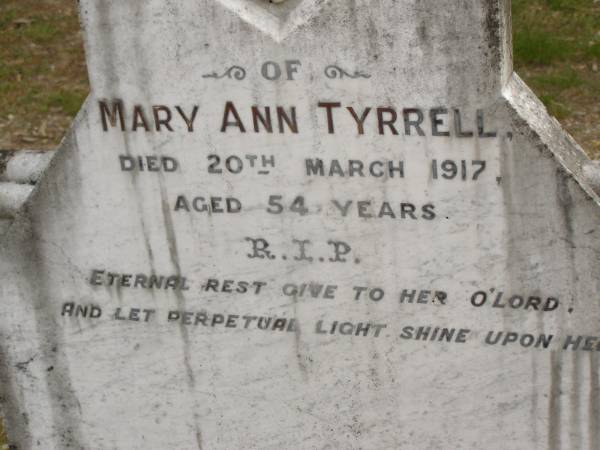 OF
MARY ANN TYRRELL,
DIED 20TH MARCH 1917,
AGED 54 YEARS.
R.I.P.
ETERNAL REST GIVE TO HER O'LORD,
AND LET PERPETUAL LIGHT SHINE UPON HER